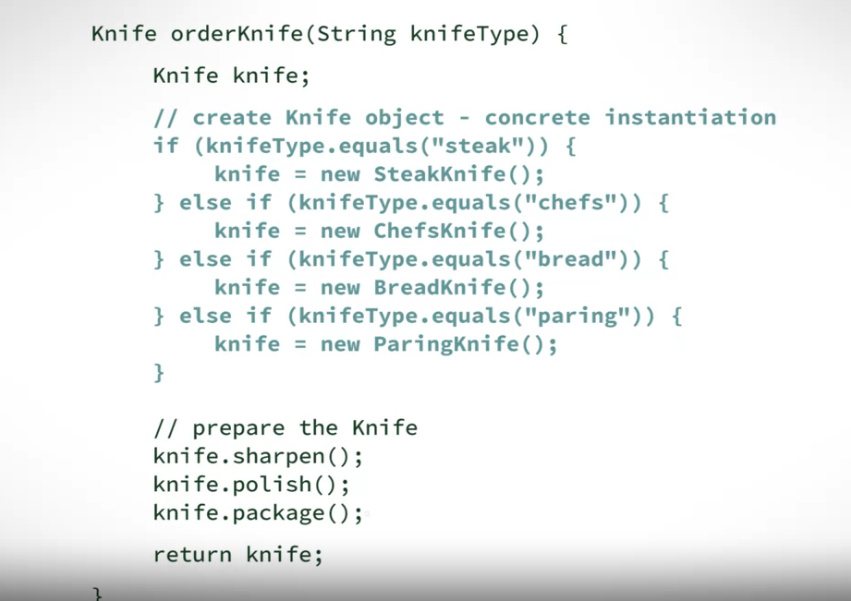 Knife orderKnife(String knifeType) {
Knife knife;
// create Knife object - concrete instantiation
if (knifeType.equals("steak")) {
knife = new SteakKnife();
} else if (knifeType.equals("chefs")) {
knife = new ChefsKnife();
} else if (knifeType.equals("bread")) {
knife = new BreadKnife();
} else if (knifeType.equals("paring")) {
knife = new ParingKnife();
}
// prepare the Knife
knife.sharpen();
knife.polish();
knife.package();
return knife;
}